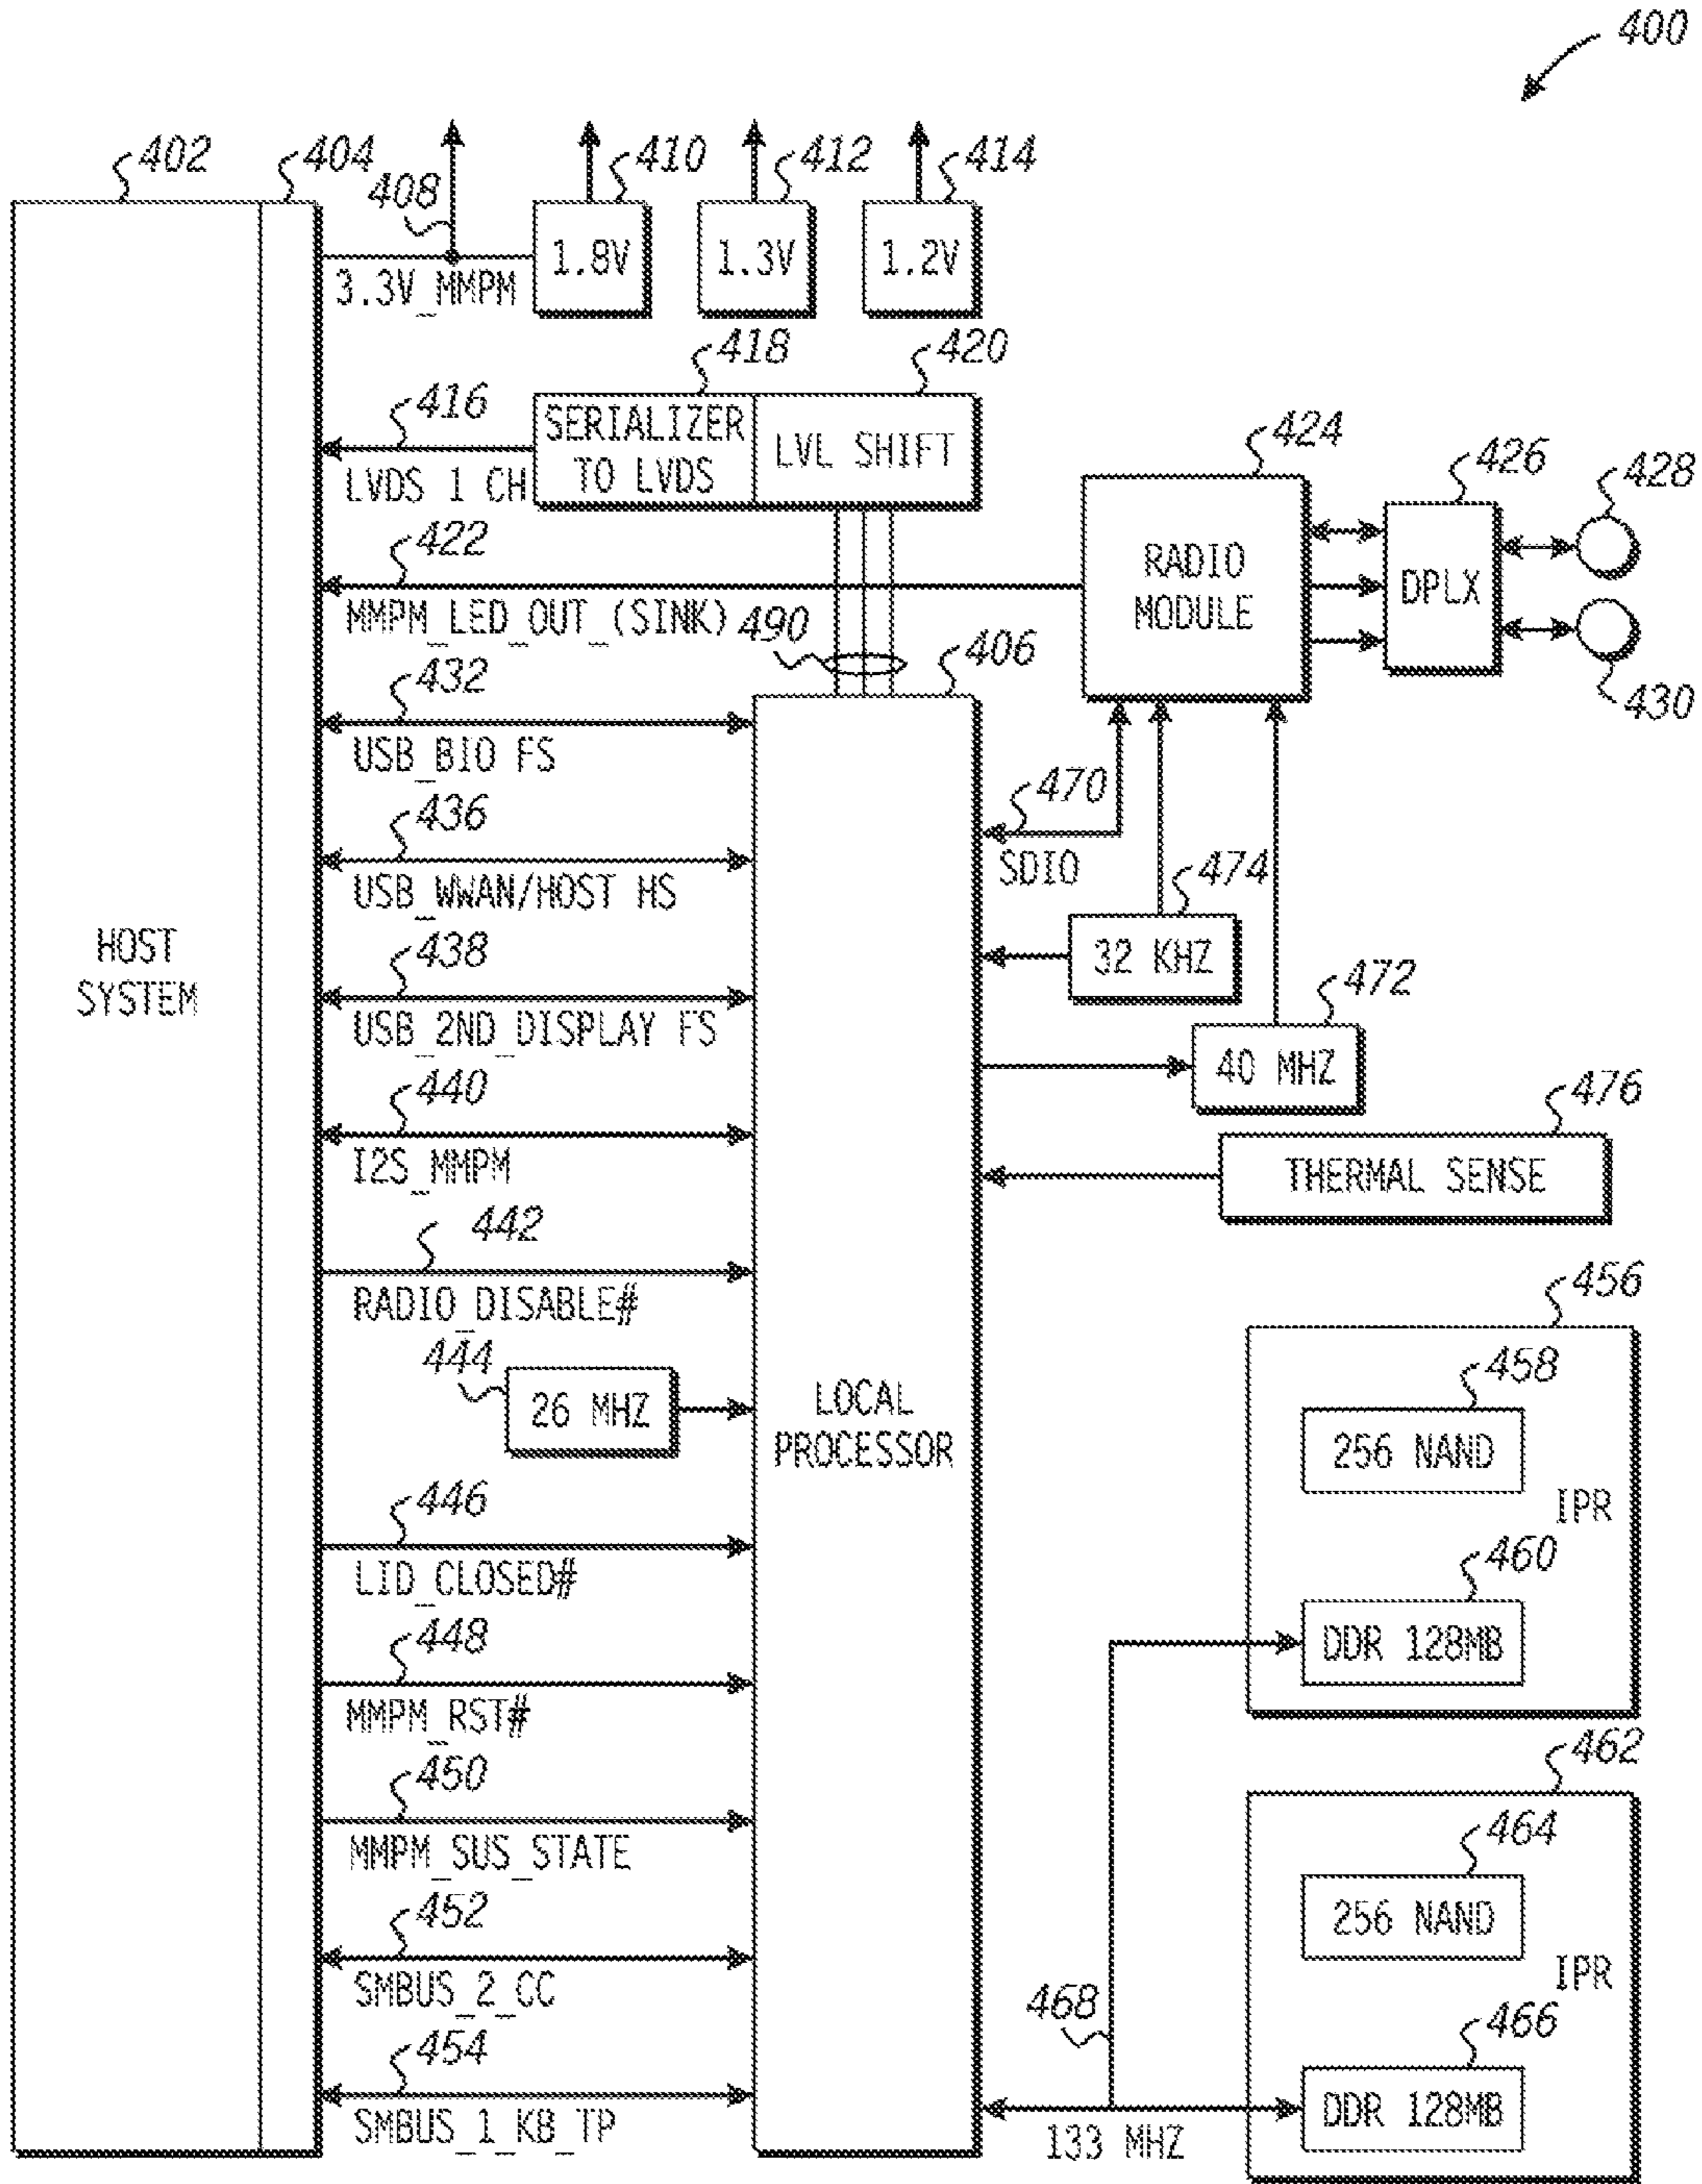 400
402
404
408
410
412
414
3.3V_MMPM
1.8V
1.3V
1.2V
418
420
416
LVDS 1 CH
SERIALIZER
TO LVDS
LVL SHIFT
424
426
428
422
MMPM_LED_OUT_(SINK)
RADIO
MODULE
DPLX
490
406
430
432
USB_BIO FS
470
SDIO
436
USB_WWAN/HOST HS
474
32 KHZ
HOST
SYSTEM
438
USB_2ND_DISPLAY FS
472
40 MHZ
440
I2S_MMPM
476
THERMAL SENSE
442
RADIO_DISABLE#
444
26 MHZ
LOCAL
PROCESSOR
456
458
256 NAND
IPR
446
LID_CLOSED#
460
DDR 128MB
448
MMPM_RST#
450
MMPM_SUS_STATE
462
464
256 NAND
IPR
452
SMBUS_2_CC
468
466
DDR 128MB
454
SMBUS_1_KB_TP
133 MHZ